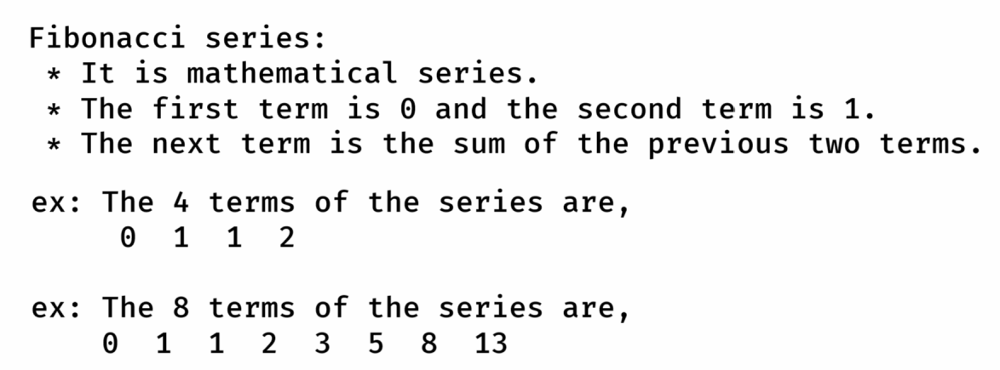 Fibonacci series:
* It is mathematical series.
* The first term is 0 and the second term is 1.
* The next term is the sum of the previous two terms.
ex: The 4 terms of the series are,
0 1 1 2
ex: The 8 terms of the series are,
0 1 1 2 3 5 8 13